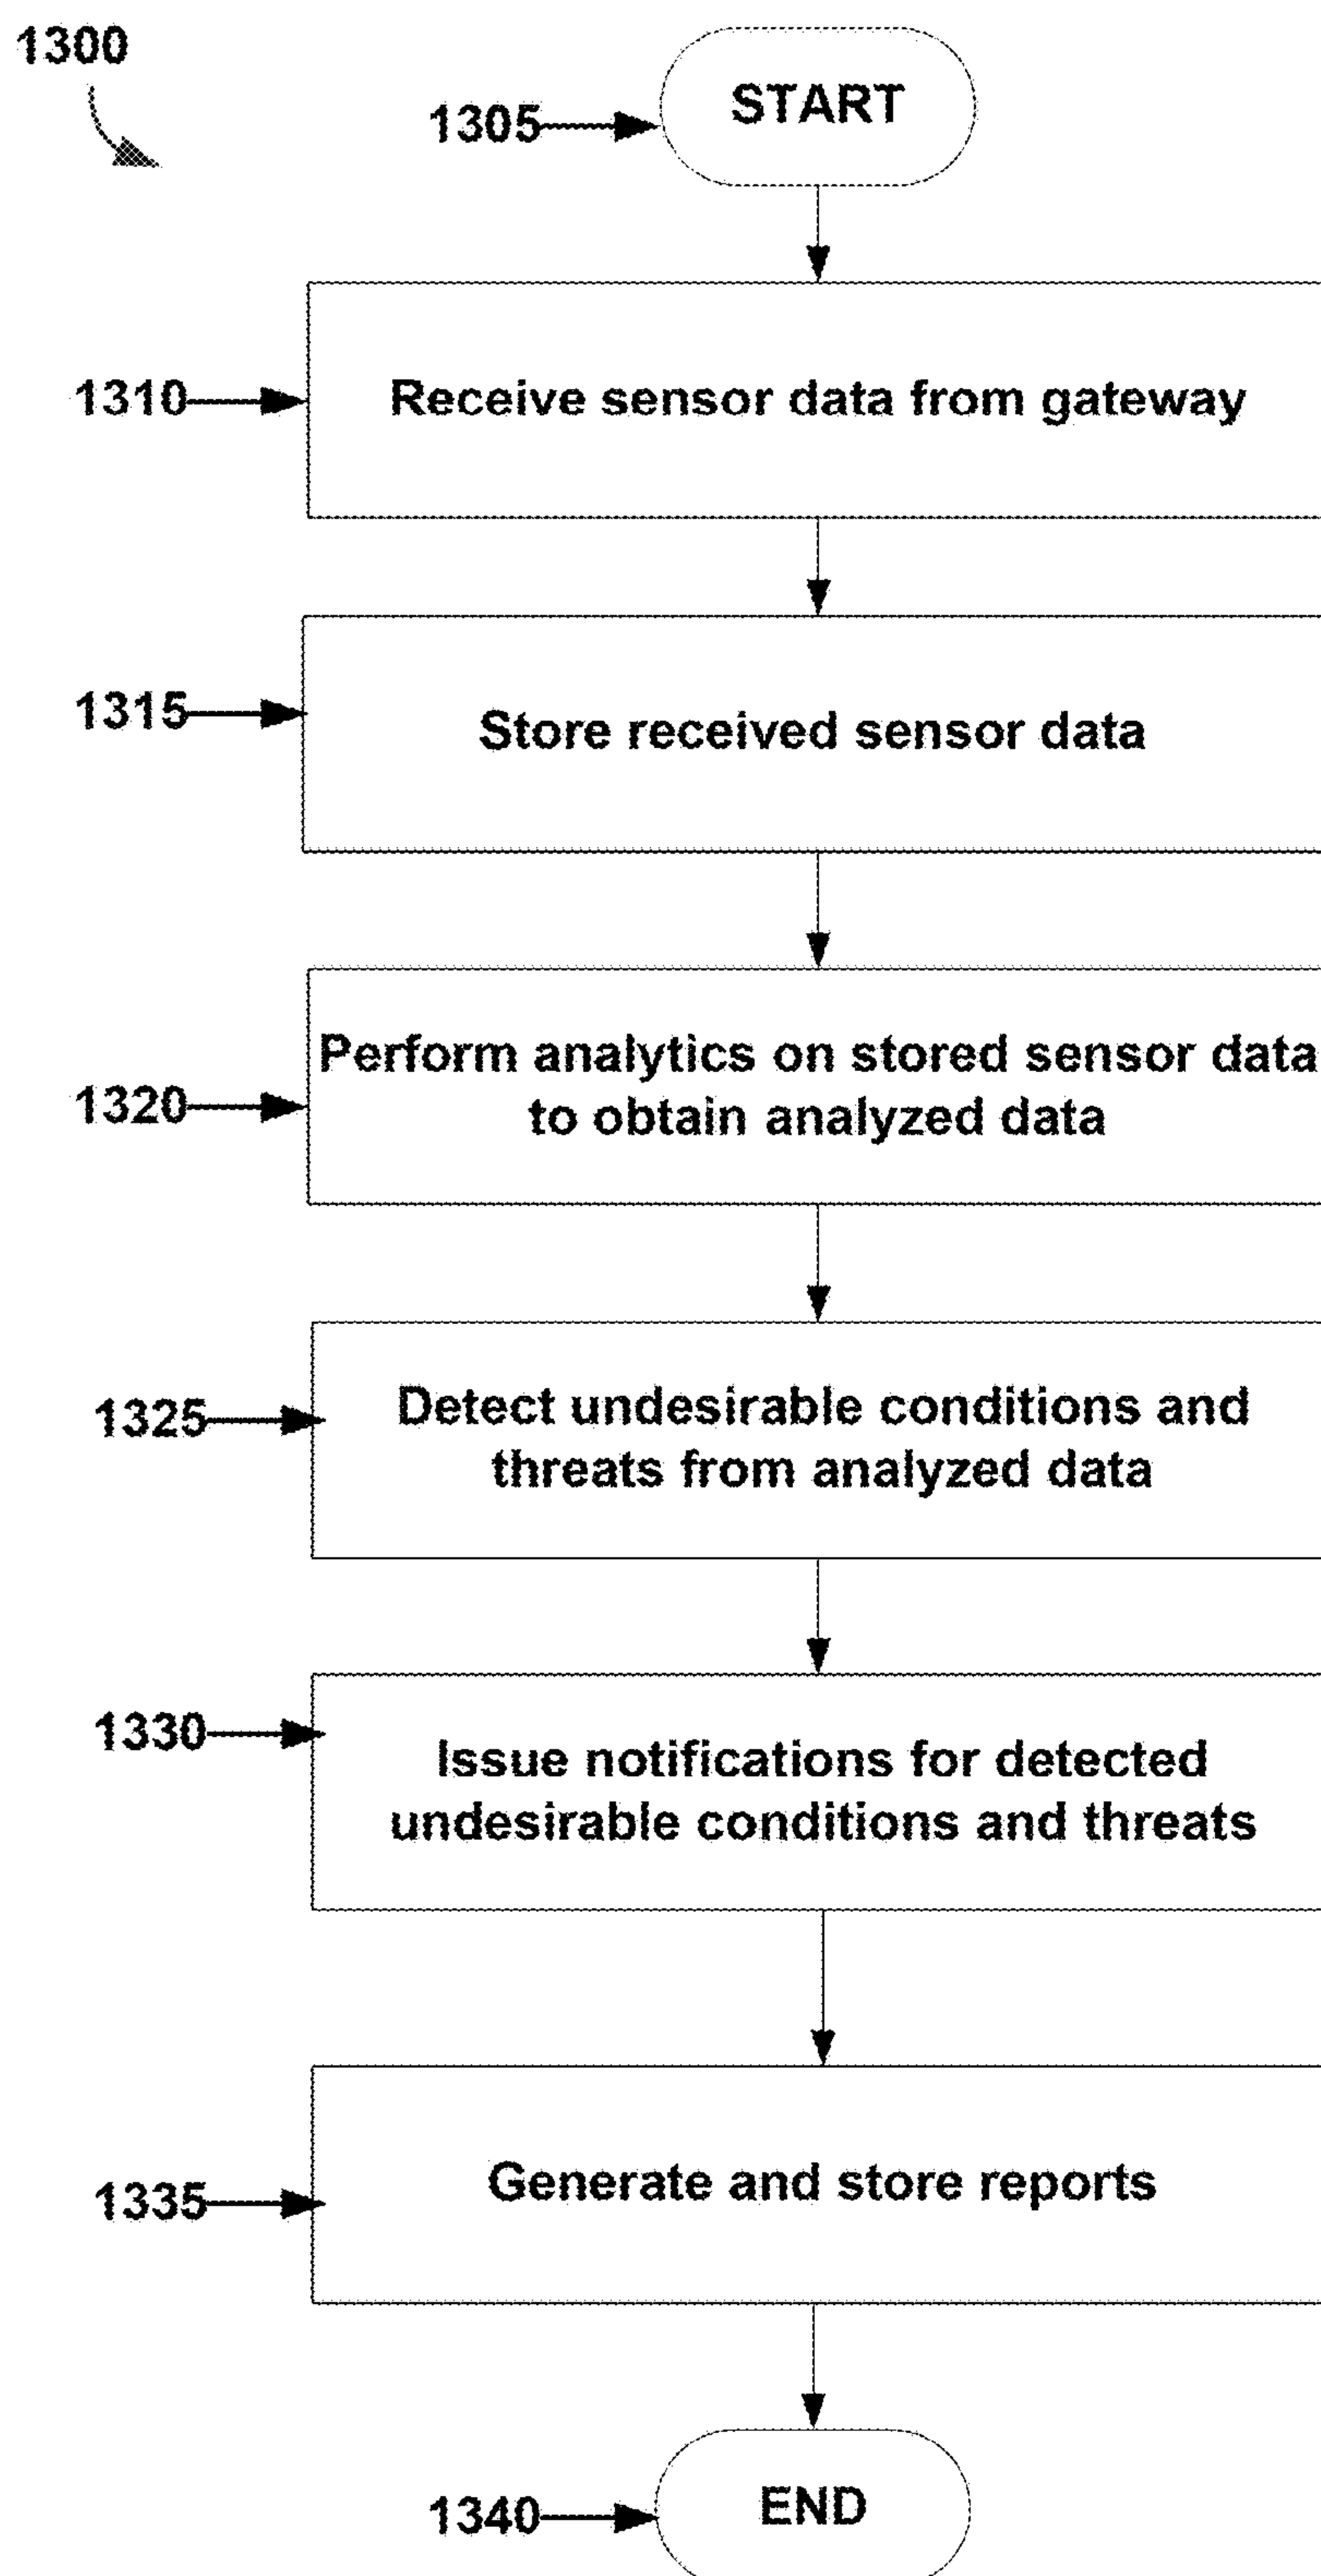 1300
1305
START
1310
Receive sensor data from gateway
1315
Store received sensor data
1320
Perform analytics on stored sensor data
to obtain analyzed data
1325
Detect undesirable conditions and
threats from analyzed data
1330
Issue notifications for detected
undesirable conditions and threats
1335
Generate and store reports
1340
END